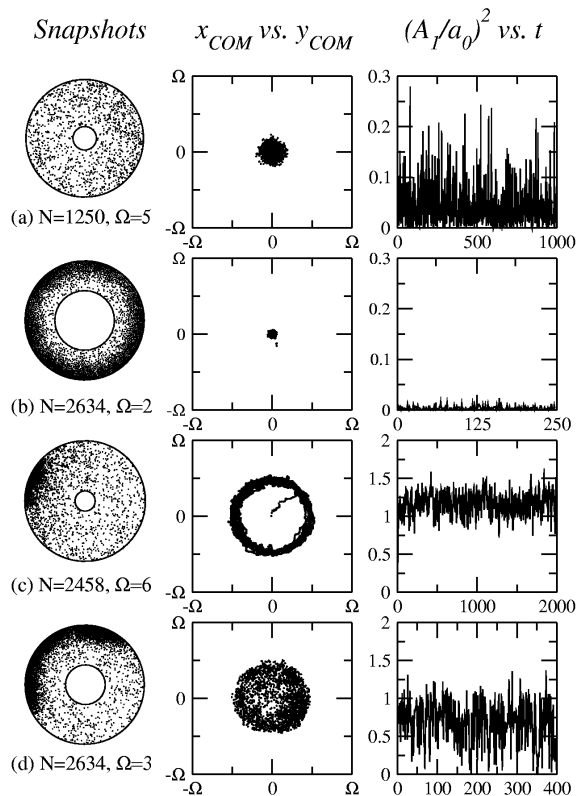 Snapshots x_COM vs. y_COM (A_1/a_0)^2 vs. t
Ω 0 -Ω
-Ω 0 Ω
0.3 0.2 0.1 0
0 500 1000
(a) N=1250, Ω=5
Ω 0 -Ω
-Ω 0 Ω
0.3 0.2 0.1 0
0 125 250
(b) N=2634, Ω=2
Ω 0 -Ω
-Ω 0 Ω
2 1.5 1 0.5 0
0 1000 2000
(c) N=2458, Ω=6
Ω 0 -Ω
-Ω 0 Ω
2 1.5 1 0.5 0
0 100 200 300 400
(d) N=2634, Ω=3